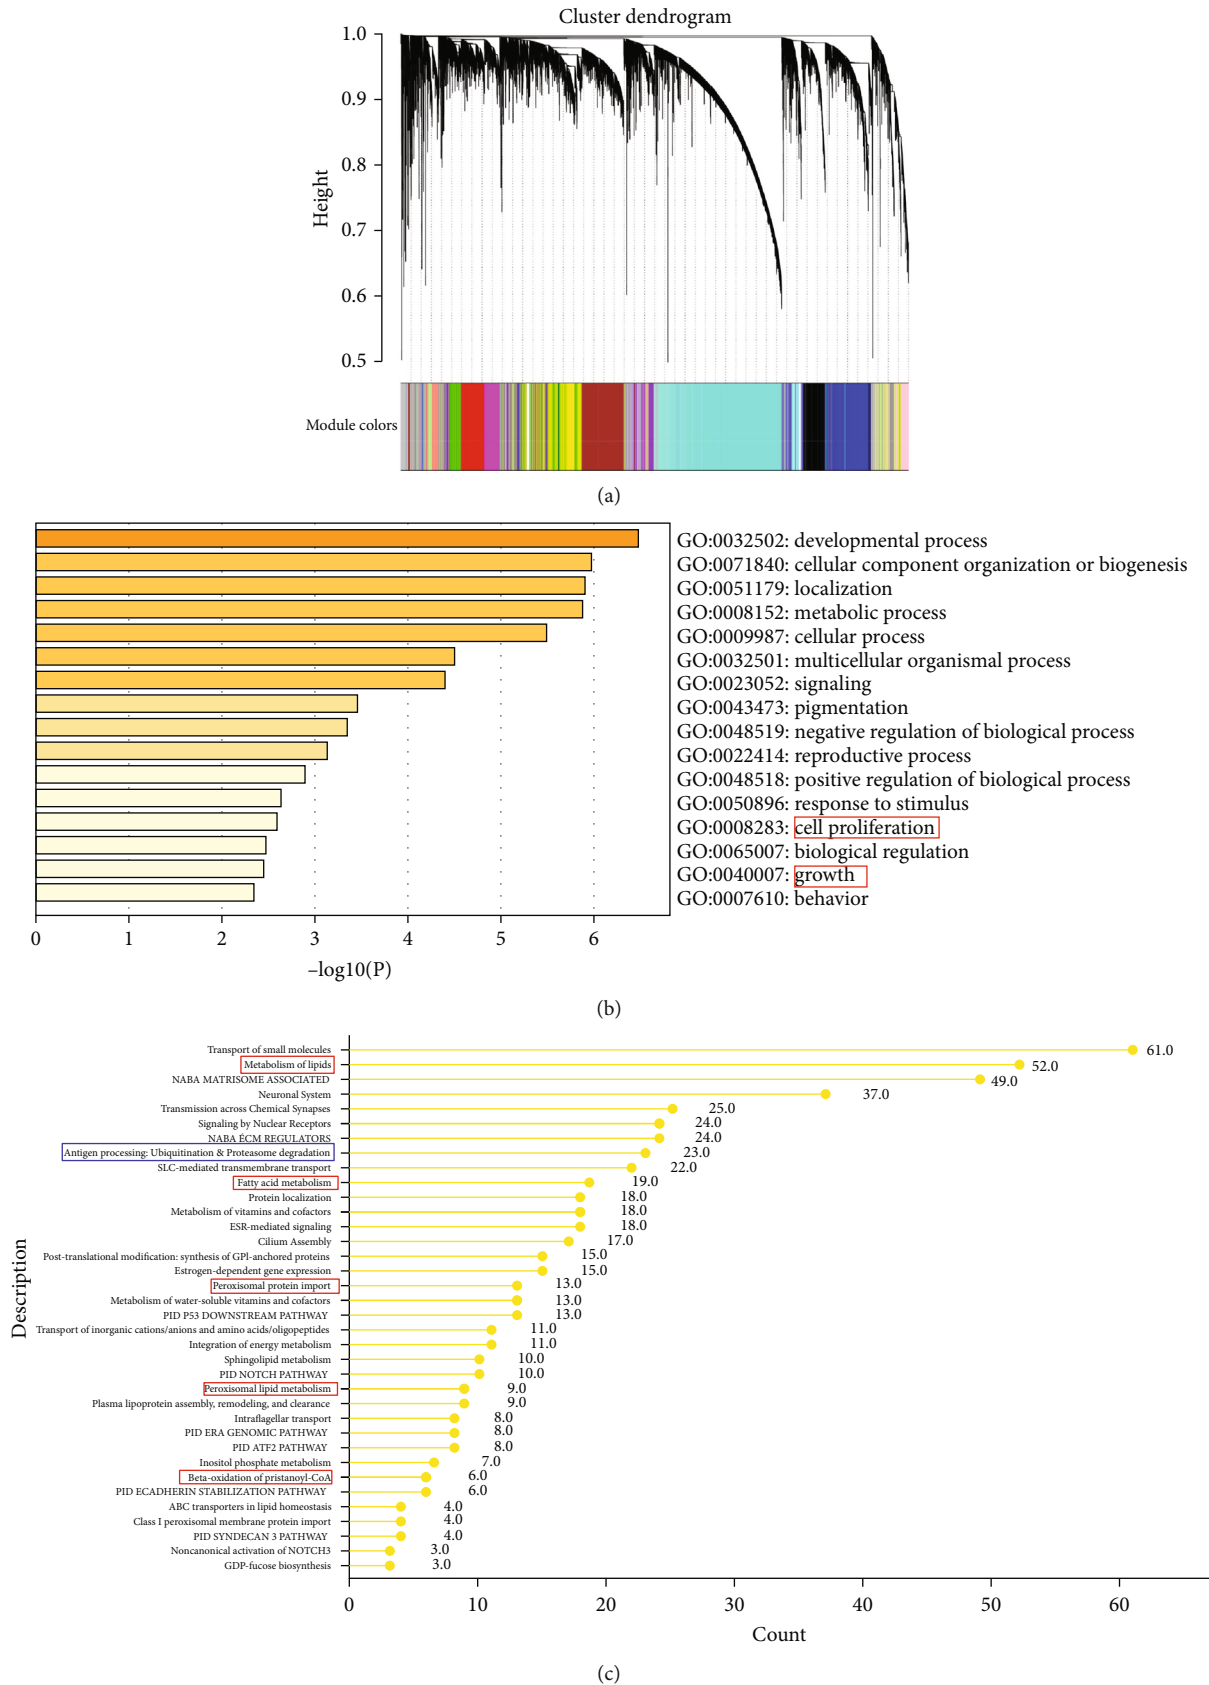 Cluster dendrogram
1.0
0.9
0.8
0.7
0.6
0.5
Height
Module colors
(a)
GO:0032502: developmental process
GO:0071840: cellular component organization or biogenesis
GO:0051179: localization
GO:0008152: metabolic process
GO:0009987: cellular process
GO:0032501: multicellular organismal process
GO:0023052: signaling
GO:0043473: pigmentation
GO:0048519: negative regulation of biological process
GO:0022414: reproductive process
GO:0048518: positive regulation of biological process
GO:0050896: response to stimulus
GO:0008283: cell proliferation
GO:0065007: biological regulation
GO:0040007: growth
GO:0007610: behavior
0 1 2 3 4 5 6
–log10(P)
(b)
Description
Transport of small molecules 61.0
Metabolism of lipids 52.0
NABA MATRISOME ASSOCIATED 49.0
Neuronal System 37.0
Transmission across Chemical Synapses 25.0
Signaling by Nuclear Receptors 24.0
NABA ÉCM REGULATORS 24.0
Antigen processing: Ubiquitination & Proteasome degradation 23.0
SLC-mediated transmembrane transport 22.0
Fatty acid metabolism 19.0
Protein localization 18.0
Metabolism of vitamins and cofactors 18.0
ESR-mediated signaling 18.0
Cilium Assembly 17.0
Post-translational modification: synthesis of GPI-anchored proteins 15.0
Estrogen-dependent gene expression 15.0
Peroxisomal protein import 13.0
Metabolism of water-soluble vitamins and cofactors 13.0
PID P53 DOWNSTREAM PATHWAY 13.0
Transport of inorganic cations/anions and amino acids/oligopeptides 11.0
Integration of energy metabolism 11.0
Sphingolipid metabolism 10.0
PID NOTCH PATHWAY 10.0
Peroxisomal lipid metabolism 9.0
Plasma lipoprotein assembly, remodeling, and clearance 9.0
Intraflagellar transport 8.0
PID ERA GENOMIC PATHWAY 8.0
PID ATF2 PATHWAY 8.0
Inositol phosphate metabolism 7.0
Beta-oxidation of pristanoyl-CoA 6.0
PID ECADHERIN STABILIZATION PATHWAY 6.0
ABC transporters in lipid homeostasis 4.0
Class I peroxisomal membrane protein import 4.0
PID SYNDECAN 3 PATHWAY 4.0
Noncanonical activation of NOTCH3 3.0
GDP-fucose biosynthesis 3.0
0 10 20 30 40 50 60
Count
(c)